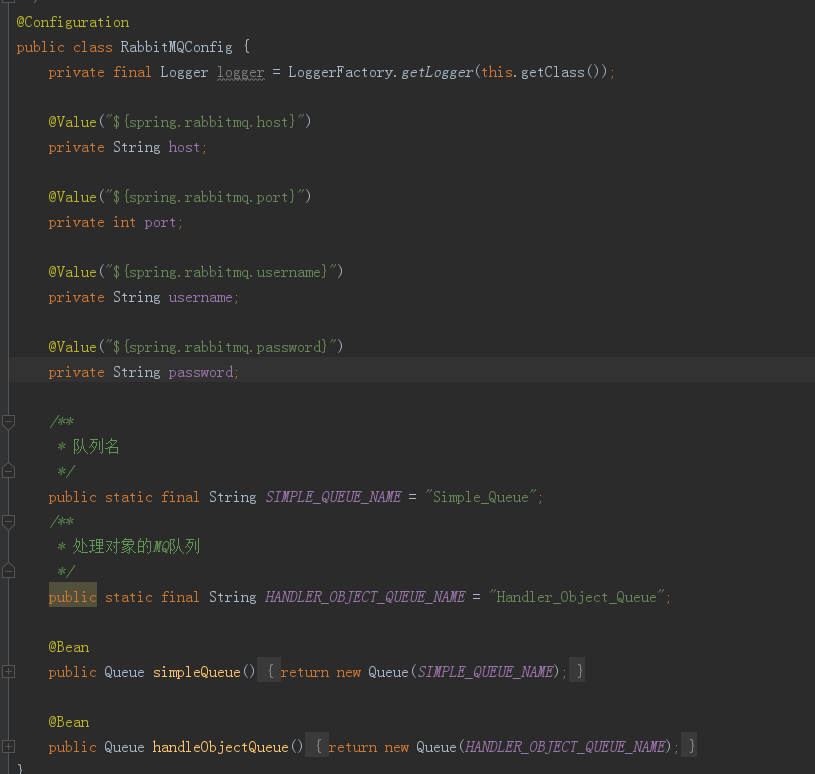 @Configuration
public class RabbitMQConfig {
private final Logger logger = LoggerFactory.getLogger(this.getClass());
@Value("${spring.rabbitmq.host}")
private String host;
@Value("${spring.rabbitmq.port}")
private int port;
@Value("${spring.rabbitmq.username}")
private String username;
@Value("${spring.rabbitmq.password}")
private String password;
/**
* 队列名
*/
public static final String SIMPLE_QUEUE_NAME = "Simple_Queue";
/**
* 处理对象的MQ队列
*/
public static final String HANDLER_OBJECT_QUEUE_NAME = "Handler_Object_Queue";
@Bean
public Queue simpleQueue() { return new Queue(SIMPLE_QUEUE_NAME); }
@Bean
public Queue handleObjectQueue() { return new Queue(HANDLER_OBJECT_QUEUE_NAME); }
}